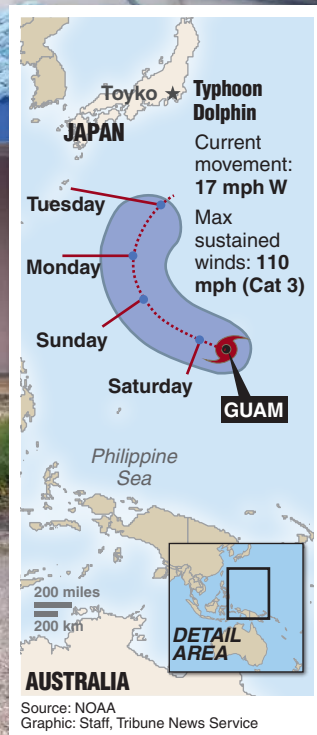 Toyko
JAPAN
Typhoon
Dolphin
Current
movement:
17 mph W
Max
sustained
winds: 110
mph (Cat 3)
Tuesday
Monday
Sunday
Saturday
GUAM
Philippine
Sea
200 miles
200 km
DETAIL
AREA
AUSTRALIA
Source: NOAA
Graphic: Staff, Tribune News Service